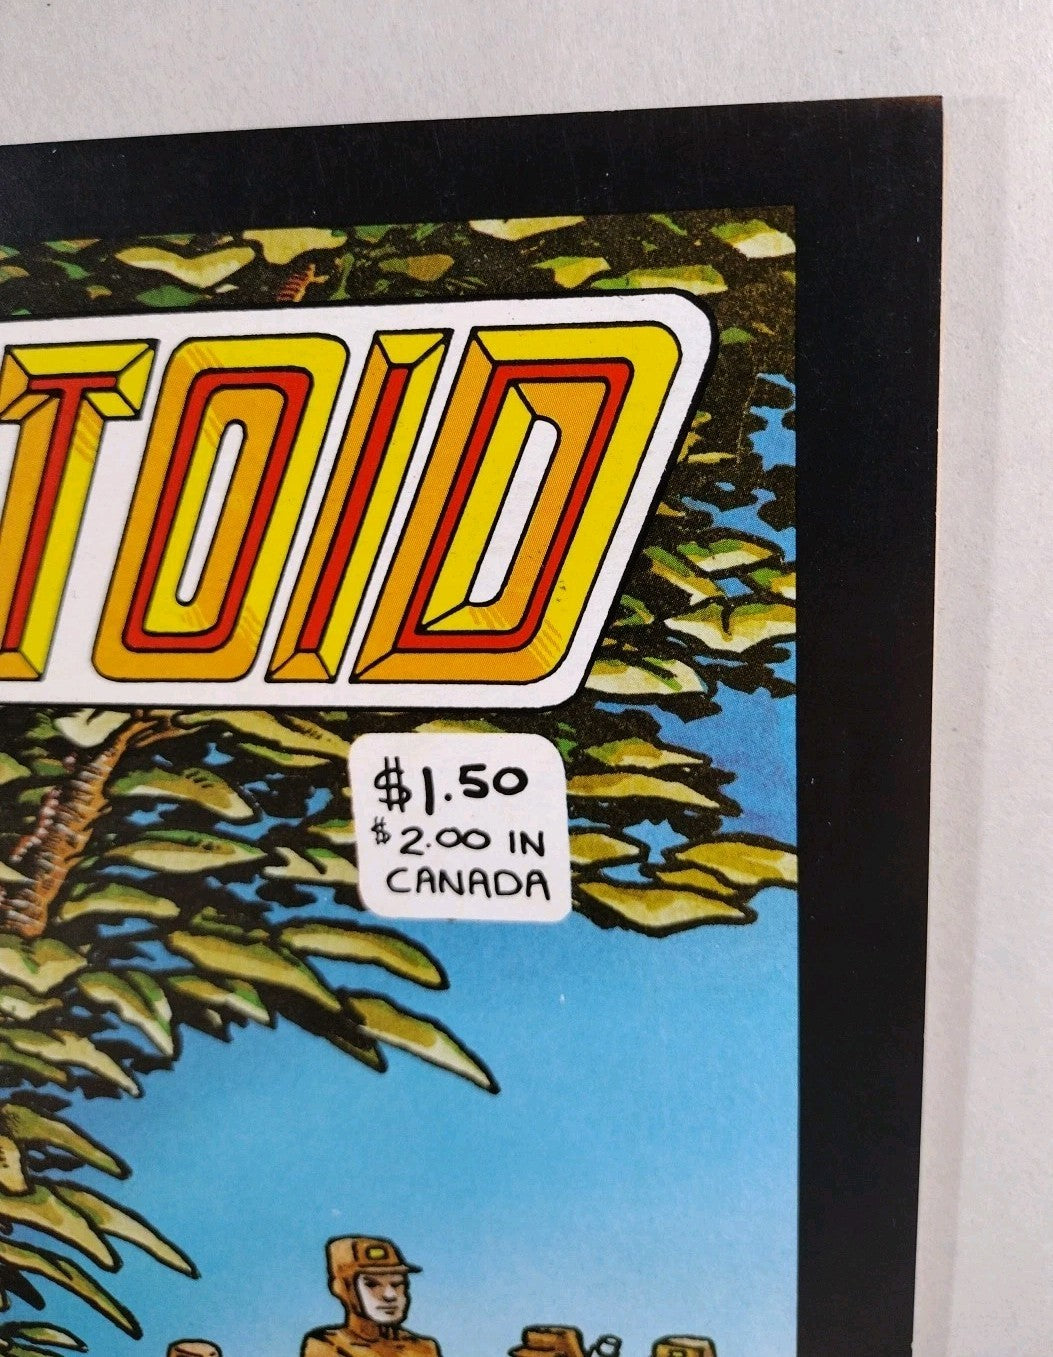 TOID
$1.50
$2.00 IN
CANADA